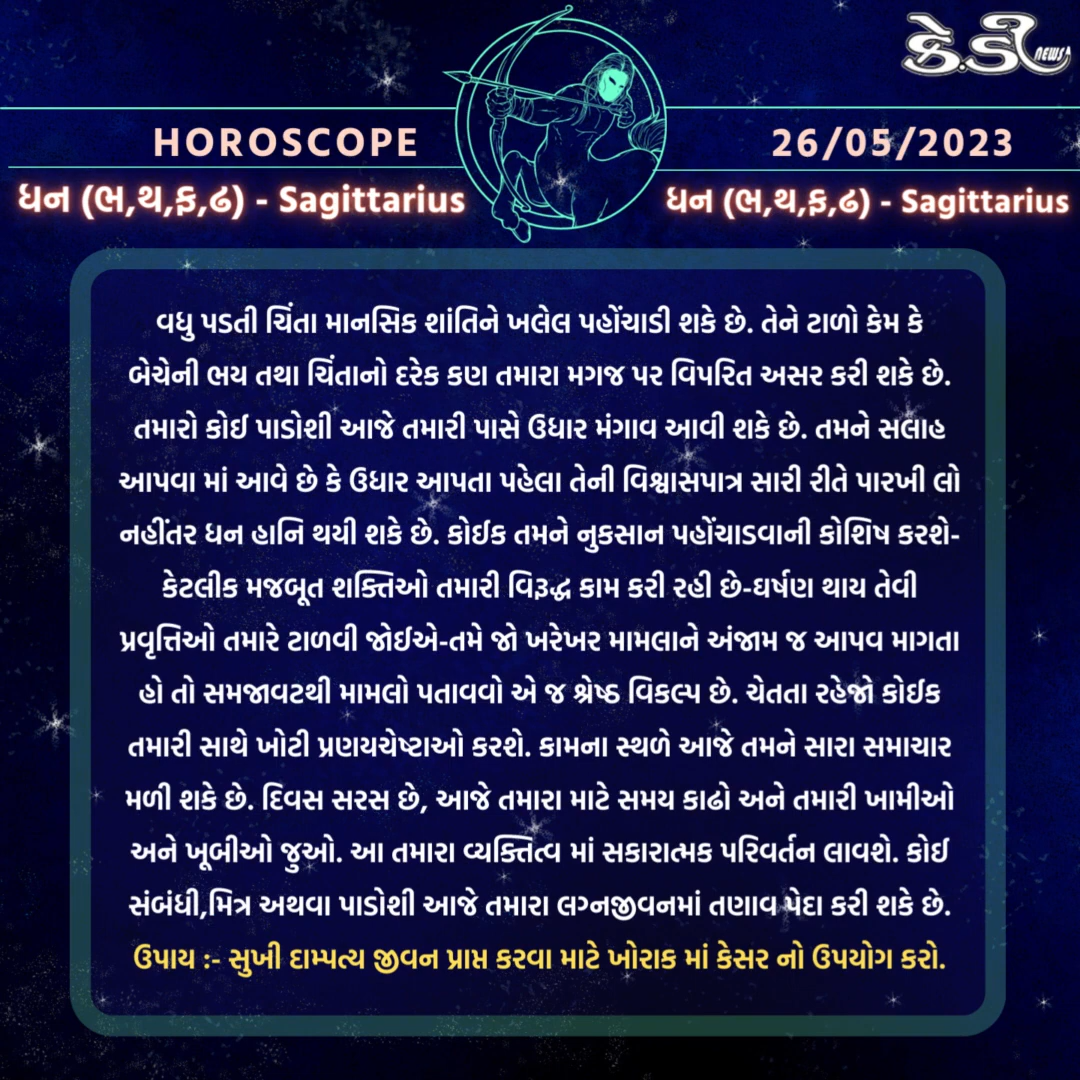 કે.ડી NEWS
HOROSCOPE
26/05/2023
ધન (ભ,થ,ફ,ઢ) - Sagittarius
ધન (ભ,થ,ફ,ઢ) - Sagittarius
વધુ પડતી ચિંતા માનસિક શાંતિને ખલેલ પહોંચાડી શકે છે. તેને ટાળો કેમ કે
બેચેની ભય તથા ચિંતાનો દરેક કણ તમારા મગજ પર વિપરિત અસર કરી શકે છે.
તમારો કોઈ પાડોશી આજે તમારી પાસે ઉધાર મંગાવ આવી શકે છે. તમને સલાહ
આપવા માં આવે છે કે ઉધાર આપતા પહેલા તેની વિશ્વાસપાત્ર સારી રીતે પારખી લો
નહીંતર ધન હાનિ થયી શકે છે. કોઈક તમને નુકસાન પહોંચાડવાની કોશિષ કરશે-
કેટલીક મજબૂત શક્તિઓ તમારી વિરૂદ્ધ કામ કરી રહી છે-ઘર્ષણ થાય તેવી
પ્રવૃત્તિઓ તમારે ટાળવી જોઈએ-તમે જો ખરેખર મામલાને અંજામ જ આપવ માગતા
હો તો સમજાવટથી મામલો પતાવવો એ જ શ્રેષ્ઠ વિકલ્પ છે. ચેતતા રહેજો કોઈક
તમારી સાથે ખોટી પ્રણયચેષ્ટાઓ કરશે. કામના સ્થળે આજે તમને સારા સમાચાર
મળી શકે છે. દિવસ સરસ છે, આજે તમારા માટે સમય કાઢો અને તમારી ખામીઓ
અને ખૂબીઓ જુઓ. આ તમારા વ્યક્તિત્વ માં સકારાત્મક પરિવર્તન લાવશે. કોઈ
સંબંધી,મિત્ર અથવા પાડોશી આજે તમારા લગ્નજીવનમાં તણાવ પેદા કરી શકે છે.
ઉપાય :- સુખી દામ્પત્ય જીવન પ્રાપ્ત કરવા માટે ખોરાક માં કેસર નો ઉપયોગ કરો.